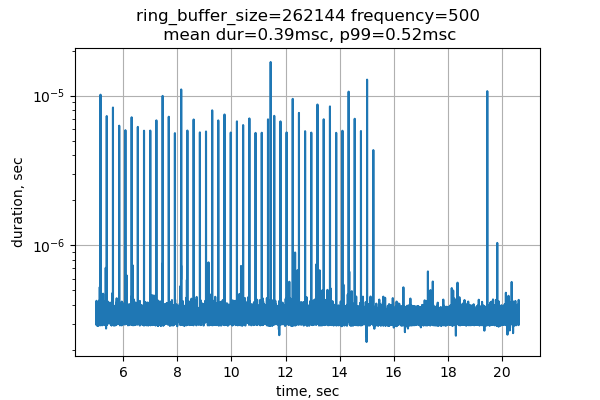 ring_buffer_size=262144 frequency=500
mean dur=0.39msc, p99=0.52msc
10⁻⁵
10⁻⁶
duration, sec
6 8 10 12 14 16 18 20
time, sec